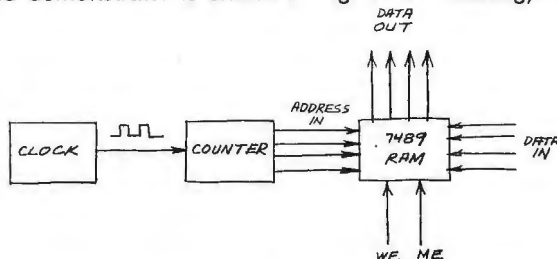 DATA
OUT
ADDRESS
IN
CLOCK
COUNTER
7489
RAM
DATA
IN
WE ME